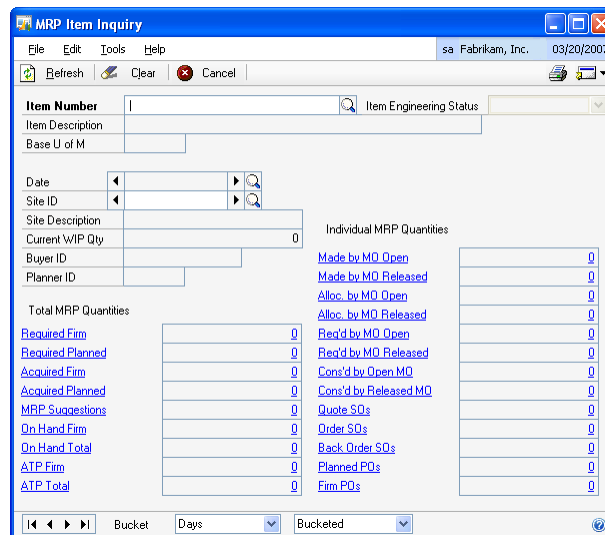 MRP Item Inquiry
File Edit Tools Help sa Fabrikam, Inc. 03/20/2007
Refresh Clear Cancel
Item Number Item Engineering Status
Item Description
Base U of M
Date
Site ID
Site Description
Current WIP Qty 0
Buyer ID
Planner ID
Total MRP Quantities
Required Firm 0
Required Planned 0
Acquired Firm 0
Acquired Planned 0
MRP Suggestions 0
On Hand Firm 0
On Hand Total 0
ATP Firm 0
ATP Total 0
Individual MRP Quantities
Made by MO Open 0
Made by MO Released 0
Alloc. by MO Open 0
Alloc. by MO Released 0
Req'd by MO Open 0
Req'd by MO Released 0
Cons'd by Open MO 0
Cons'd by Released MO 0
Quote SOs 0
Order SOs 0
Back Order SOs 0
Planned POs 0
Firm POs 0
Bucket Days Bucketed